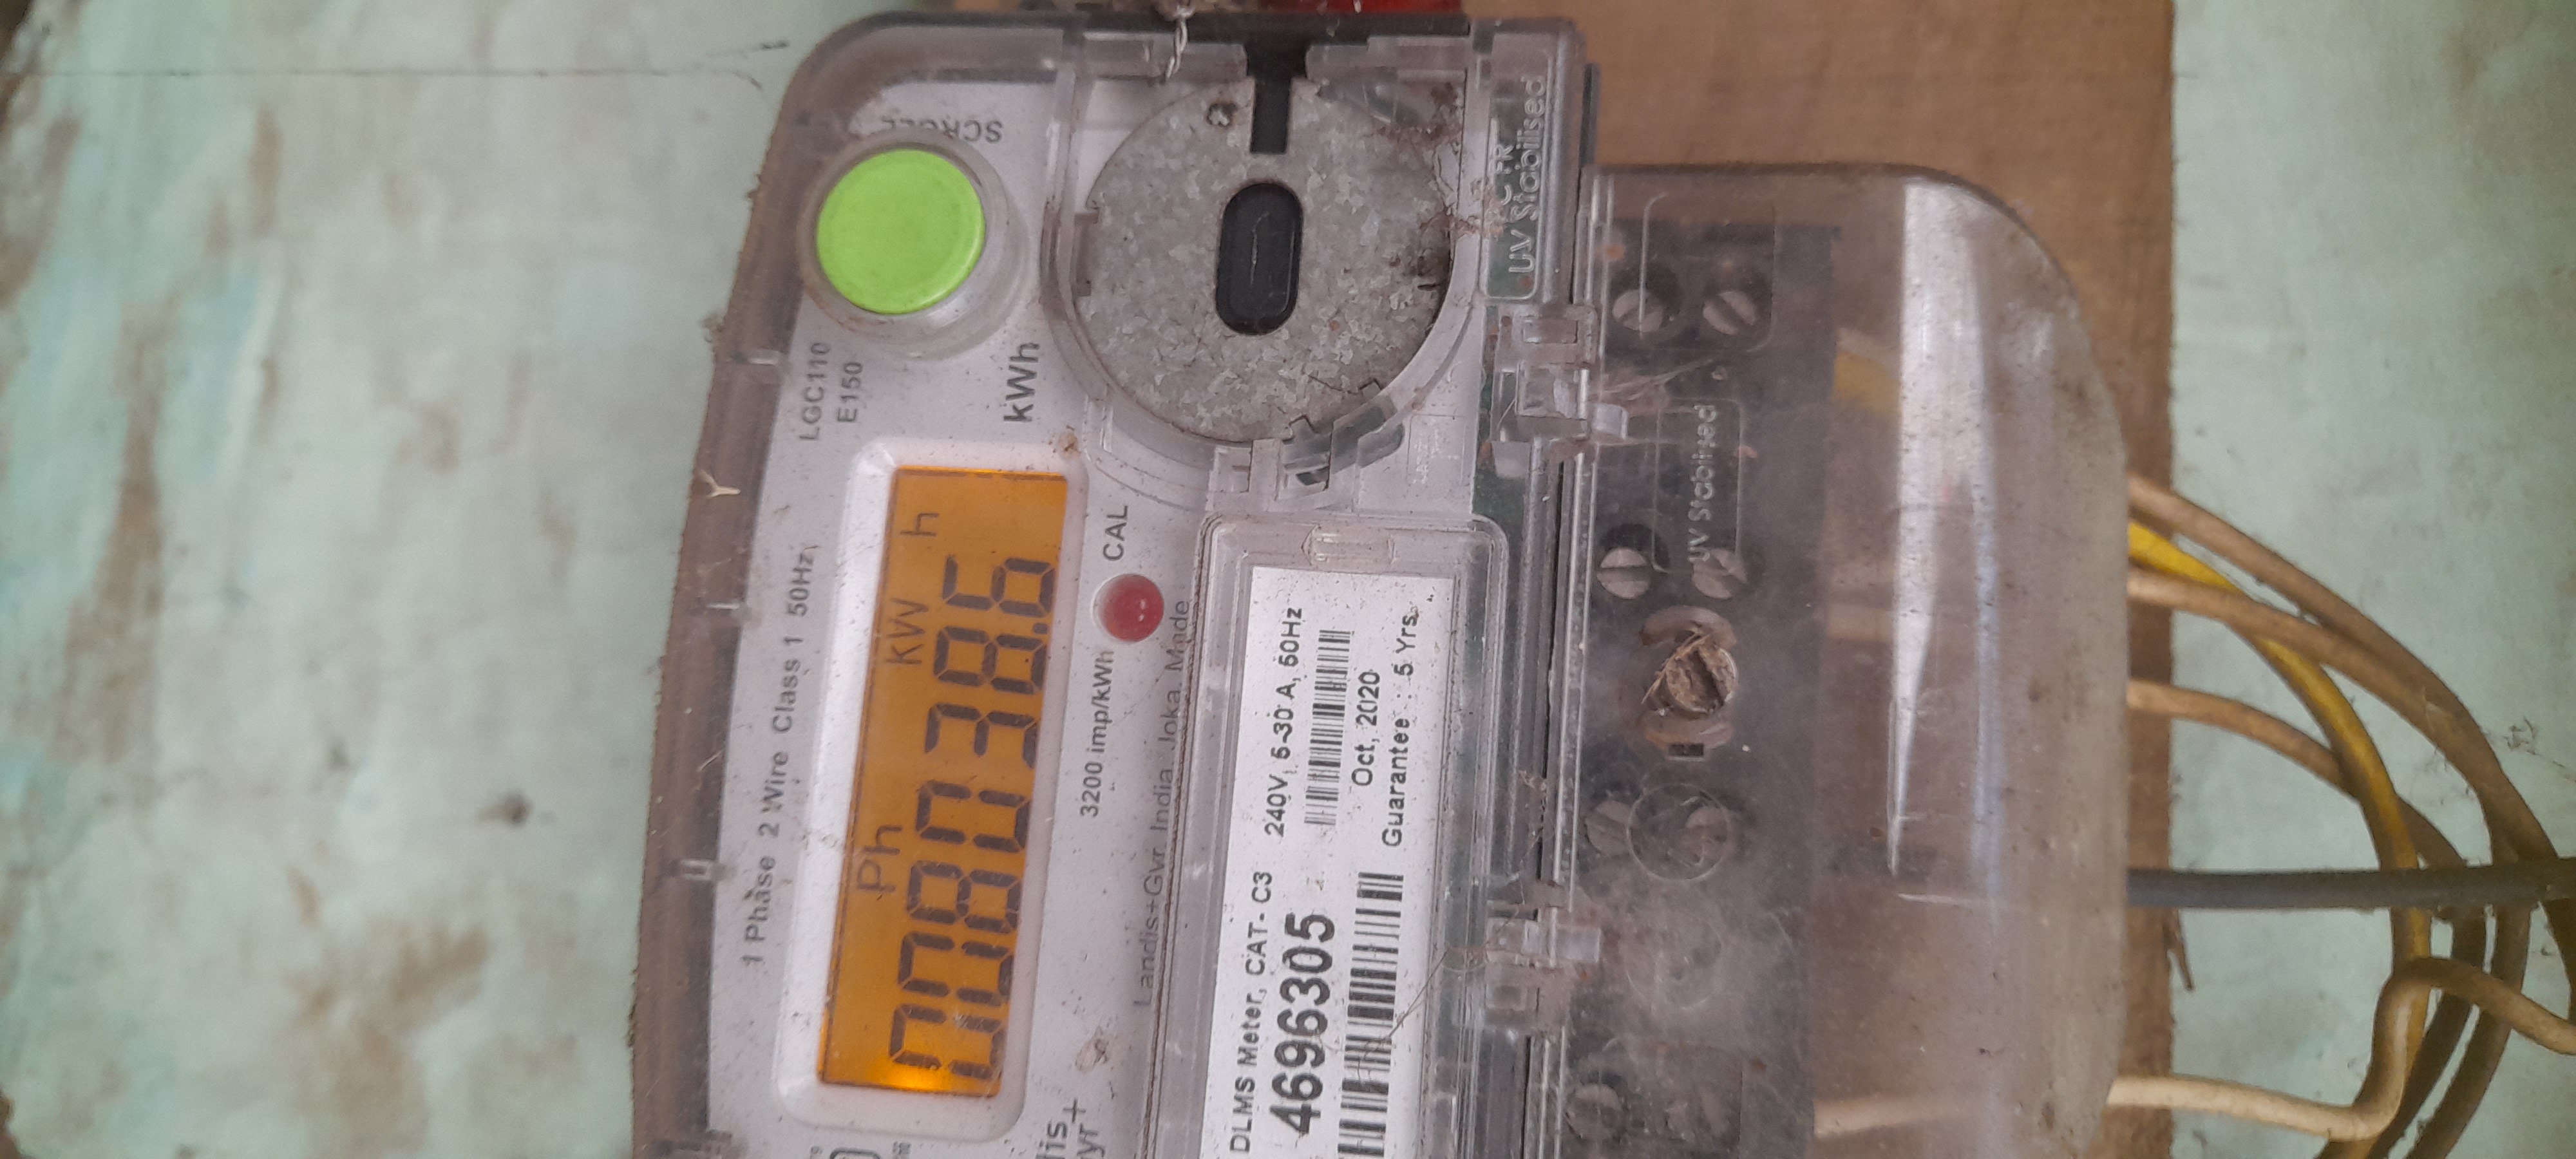 SCROLL
LGC110
E150
kWh
1 Phase 2 Wire Class 1 50Hz
Ph kW h
008038.6
3200 imp/kWh CAL
Landis+Gyr, India, Joka, Made
DLMS Meter, CAT- C3 240V, 5-30 A, 50Hz
4696305
Oct, 2020
Guarantee : 5 Yrs.
UV Stabilised
UV Stabilised